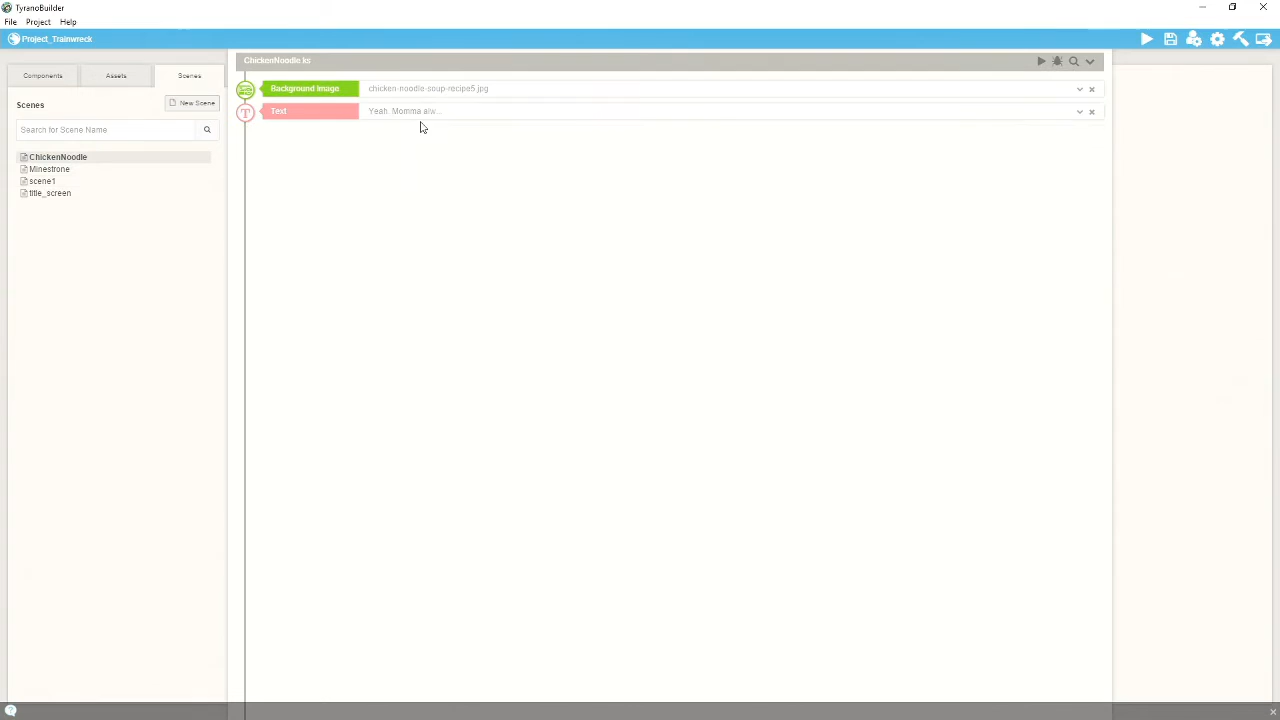 TyranoBuilder
File Project Help
Project_Trainwreck
Components Assets Scenes
Scenes
New Scene
Search for Scene Name
ChickenNoodle
Minestrone
scene1
title_screen
ChickenNoodle.ks
Background Image chicken-noodle-soup-recipe5.jpg
Text Yeah. Momma alw...